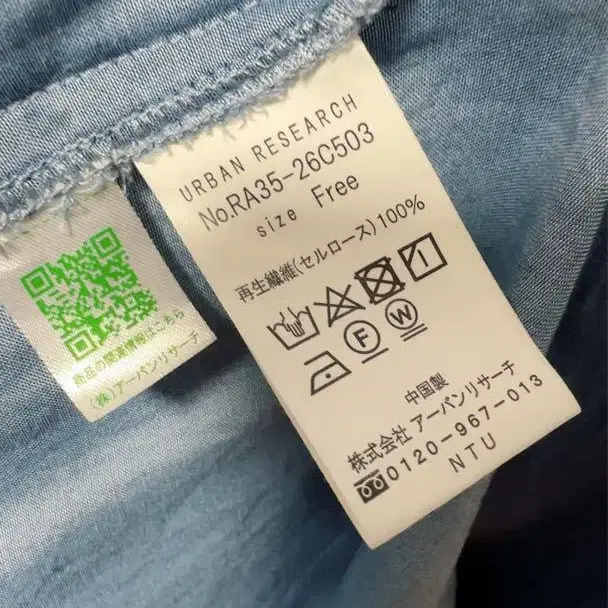 URBAN RESEARCH
No.RA35-26C503
size Free
再生繊維(セルロース)100%
F W
中国製
株式会社 アーバンリサーチ
0120-967-013
NTU
商品の関連情報はこちら
(株)アーバンリサーチ